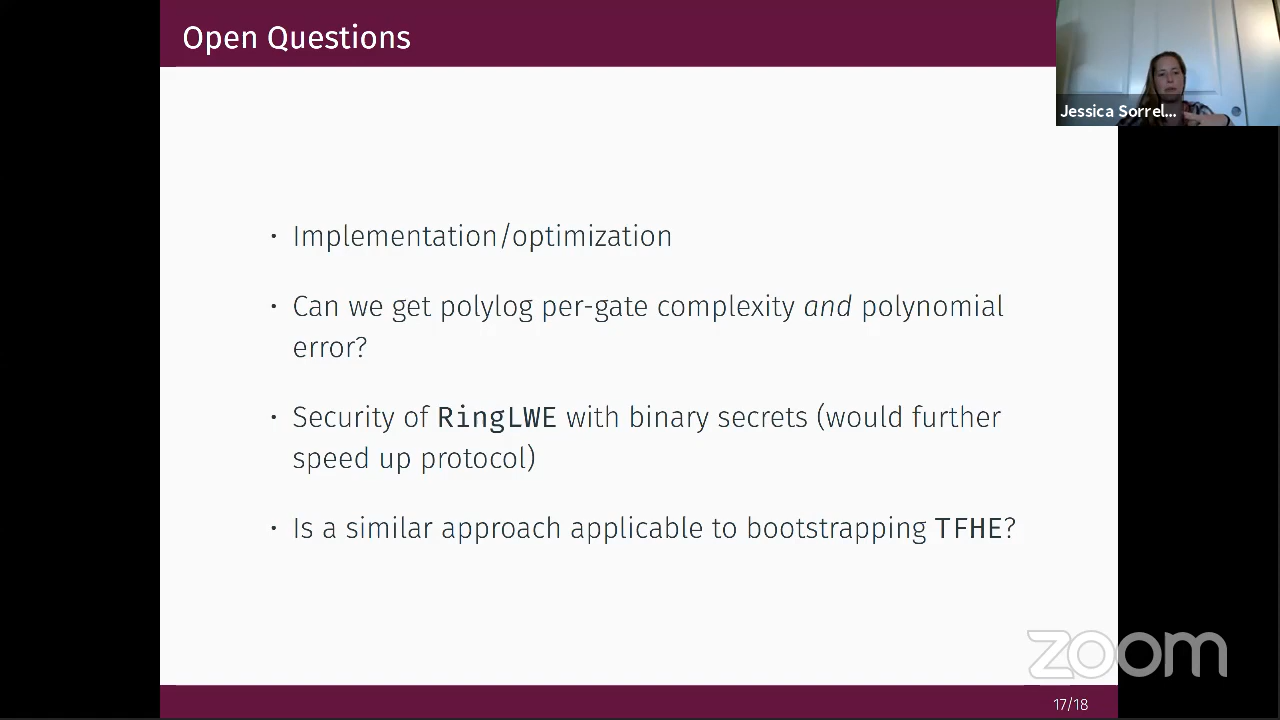 Open Questions
Jessica Sorrel...
• Implementation/optimization
• Can we get polylog per-gate complexity and polynomial
error?
• Security of RingLWE with binary secrets (would further
speed up protocol)
• Is a similar approach applicable to bootstrapping TFHE?
zoom
17/18